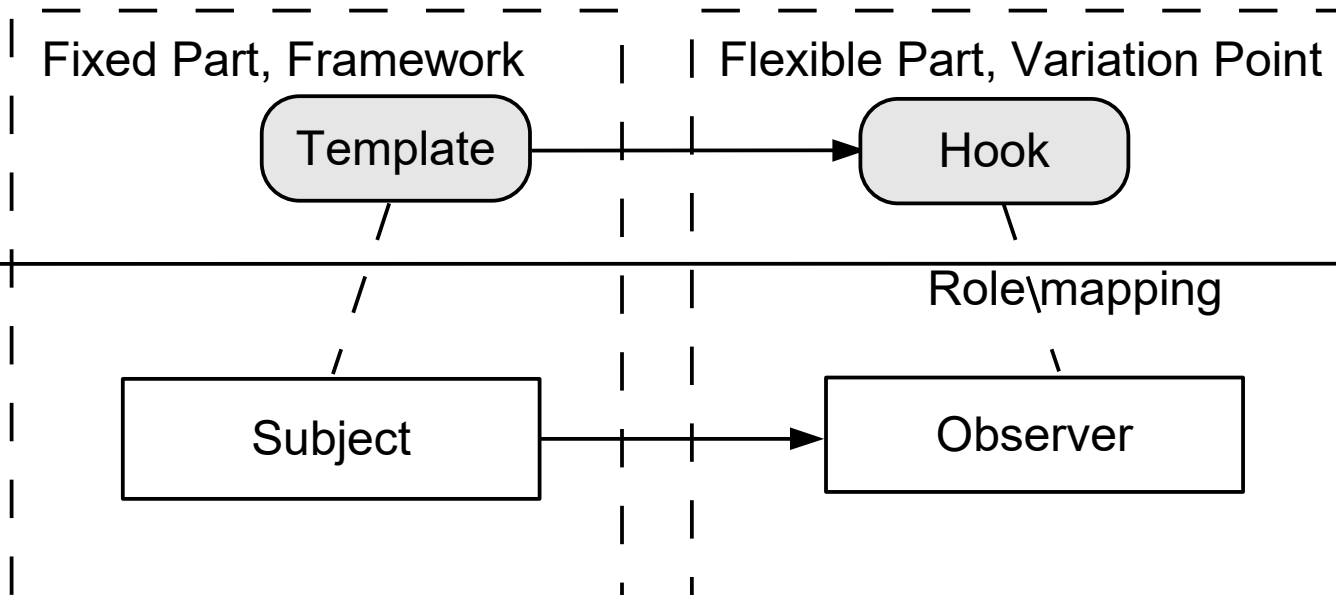 Fixed Part, Framework
Flexible Part, Variation Point
Template
Hook
Role\mapping
Subject
Observer